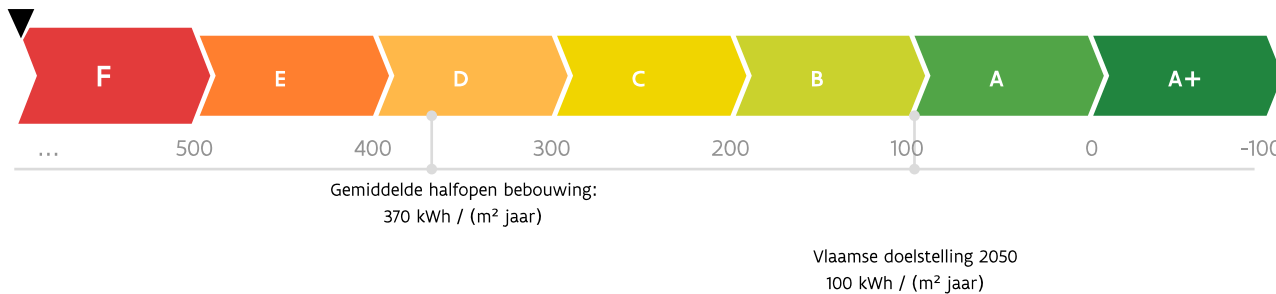 F E D C B A A+
... 500 400 300 200 100 0 -100
Gemiddelde halfopen bebouwing:
370 kWh / (m² jaar)
Vlaamse doelstelling 2050
100 kWh / (m² jaar)